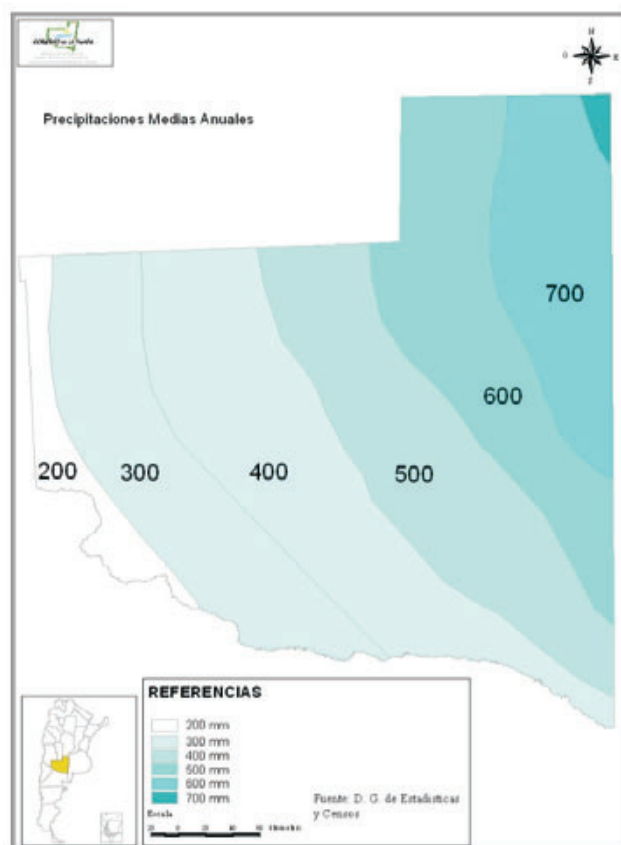 N
O
E
Precipitaciones Medias Anuales
700
600
200
300
400
500
REFERENCIAS
200 mm
300 mm
400 mm
500 mm
600 mm
700 mm
Escala
Fuente: D. G. de Estadisticas
y Censos